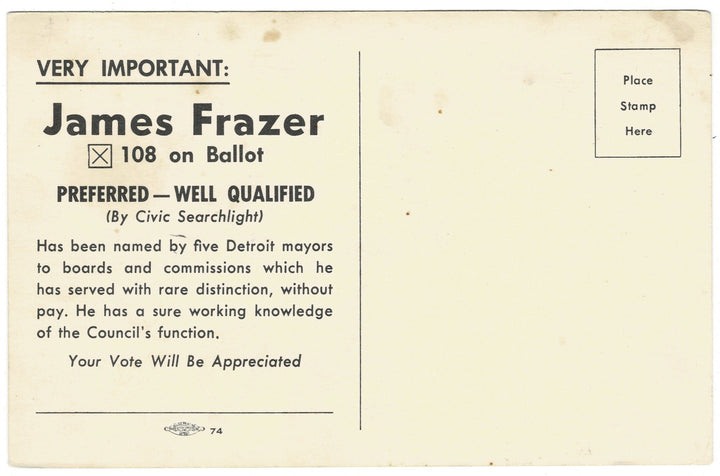 VERY IMPORTANT:
James Frazer
108 on Ballot
PREFERRED — WELL QUALIFIED
(By Civic Searchlight)
Has been named by five Detroit mayors
to boards and commissions which he
has served with rare distinction, without
pay. He has a sure working knowledge
of the Council's function.
Your Vote Will Be Appreciated
74
Place
Stamp
Here